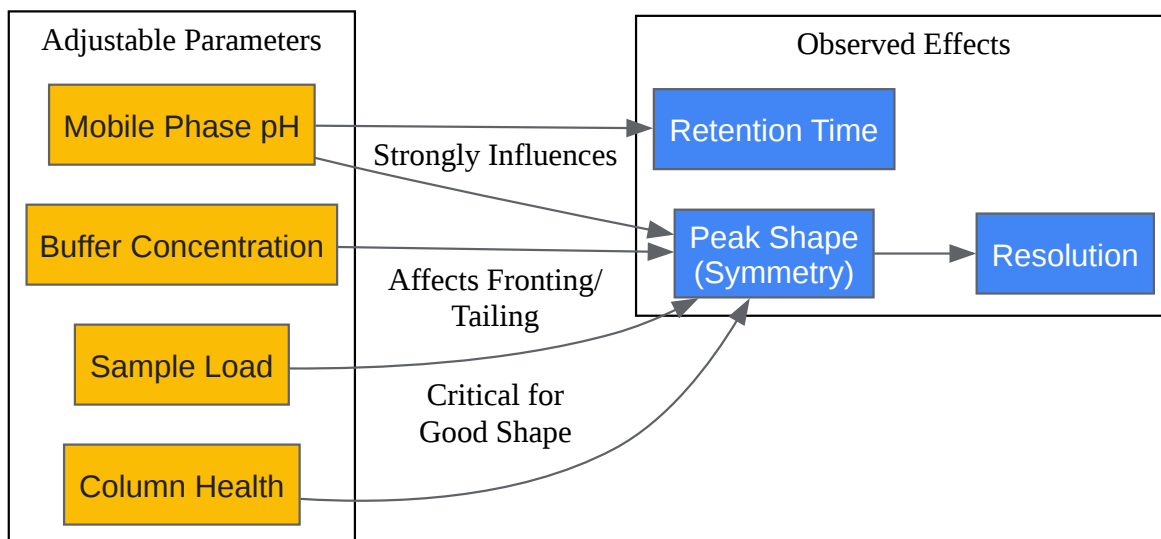 Adjustable Parameters
Mobile Phase pH
Buffer Concentration
Sample Load
Column Health
Strongly Influences
Affects Fronting/
Tailing
Critical for
Good Shape
Observed Effects
Retention Time
Peak Shape
(Symmetry)
Resolution